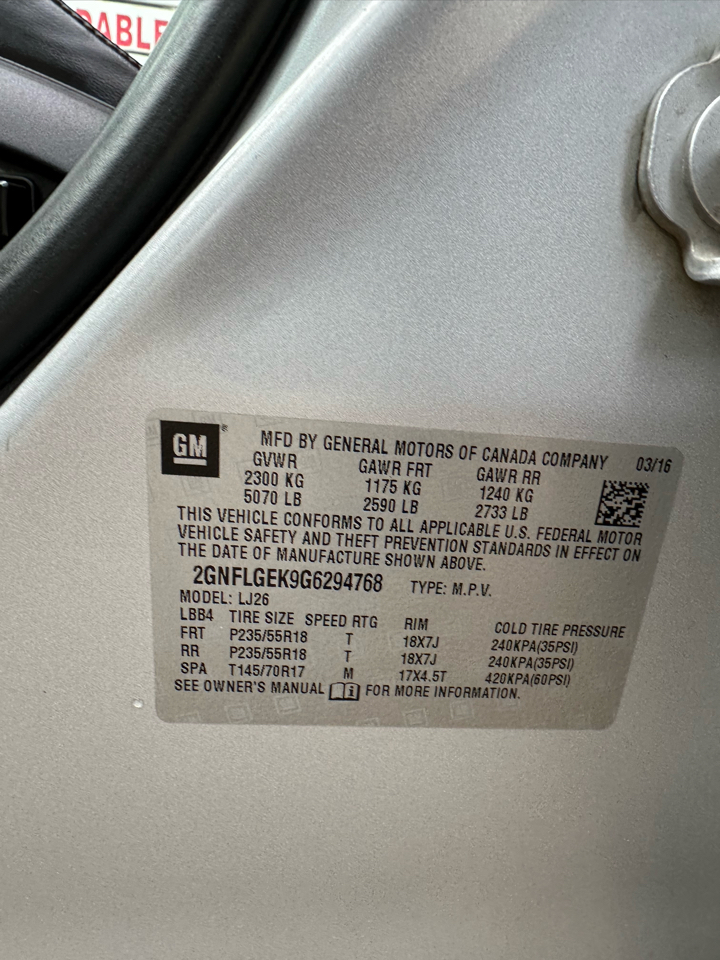 DABLE
GM® MFD BY GENERAL MOTORS OF CANADA COMPANY 03/16
GVWR GAWR FRT GAWR RR
2300 KG 1175 KG 1240 KG
5070 LB 2590 LB 2733 LB
THIS VEHICLE CONFORMS TO ALL APPLICABLE U.S. FEDERAL MOTOR
VEHICLE SAFETY AND THEFT PREVENTION STANDARDS IN EFFECT ON
THE DATE OF MANUFACTURE SHOWN ABOVE.
2GNFLGEK9G6294768 TYPE: M.P.V.
MODEL: LJ26
LBB4 TIRE SIZE SPEED RTG RIM COLD TIRE PRESSURE
FRT P235/55R18 T 18X7J 240KPA(35PSI)
RR P235/55R18 T 18X7J 240KPA(35PSI)
SPA T145/70R17 M 17X4.5T 420KPA(60PSI)
SEE OWNER'S MANUAL FOR MORE INFORMATION.